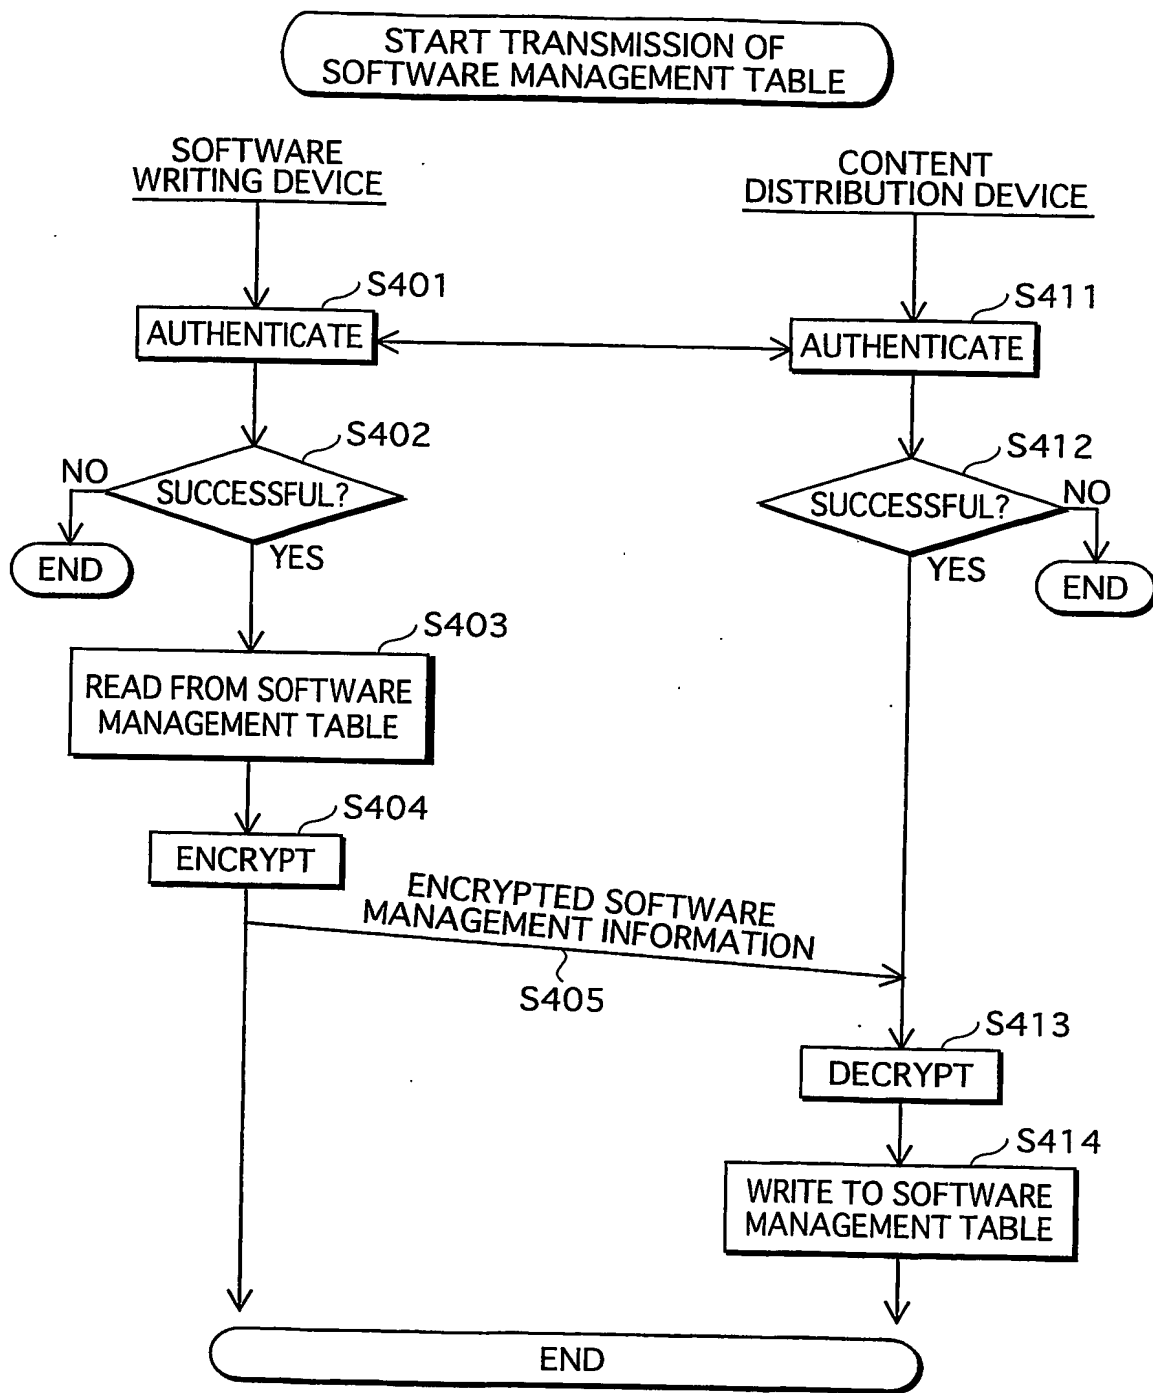 START TRANSMISSION OF
SOFTWARE MANAGEMENT TABLE
SOFTWARE
WRITING DEVICE
CONTENT
DISTRIBUTION DEVICE
S401
AUTHENTICATE
S411
AUTHENTICATE
S402
SUCCESSFUL?
NO
END
YES
S412
SUCCESSFUL?
NO
END
YES
S403
READ FROM SOFTWARE
MANAGEMENT TABLE
S404
ENCRYPT
ENCRYPTED SOFTWARE
MANAGEMENT INFORMATION
S405
S413
DECRYPT
S414
WRITE TO SOFTWARE
MANAGEMENT TABLE
END